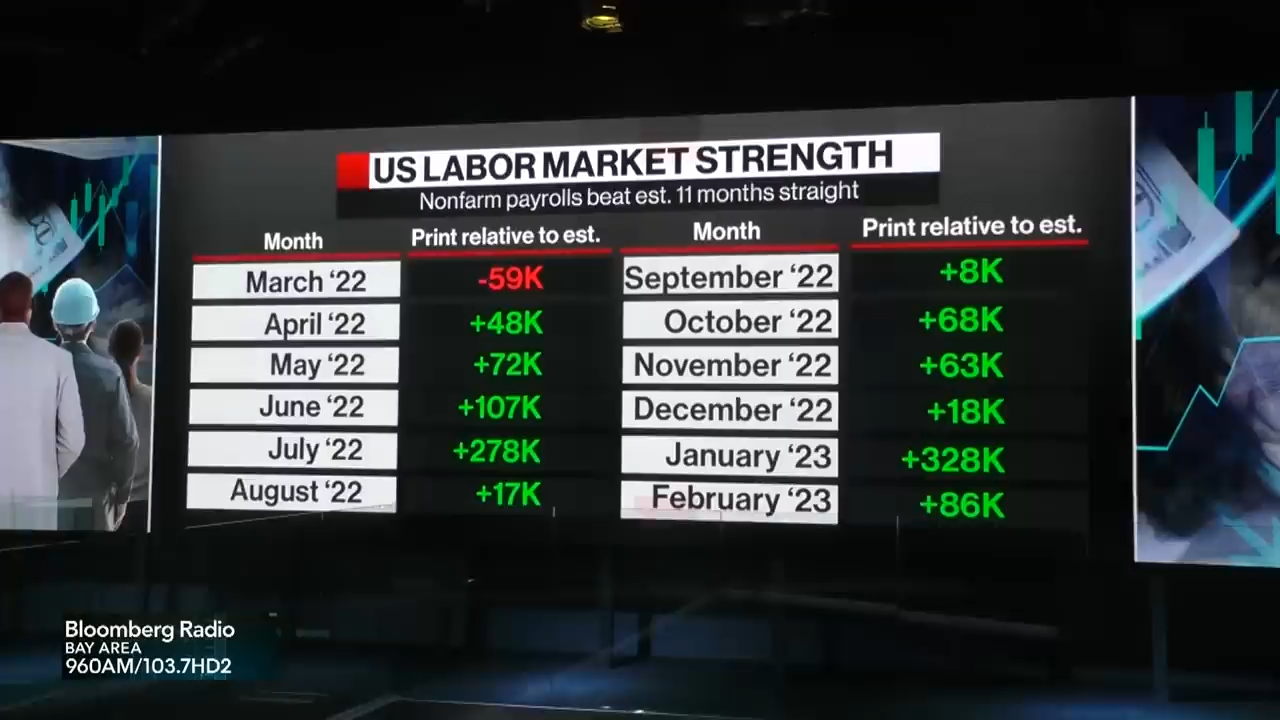 US LABOR MARKET STRENGTH
Nonfarm payrolls beat est. 11 months straight
Month Print relative to est. Month Print relative to est.
March ‘22 -59K September ‘22 +8K
April ‘22 +48K October ‘22 +68K
May ‘22 +72K November ‘22 +63K
June ‘22 +107K December ‘22 +18K
July ‘22 +278K January ‘23 +328K
August ‘22 +17K February ‘23 +86K
Bloomberg Radio
BAY AREA
960AM/103.7HD2